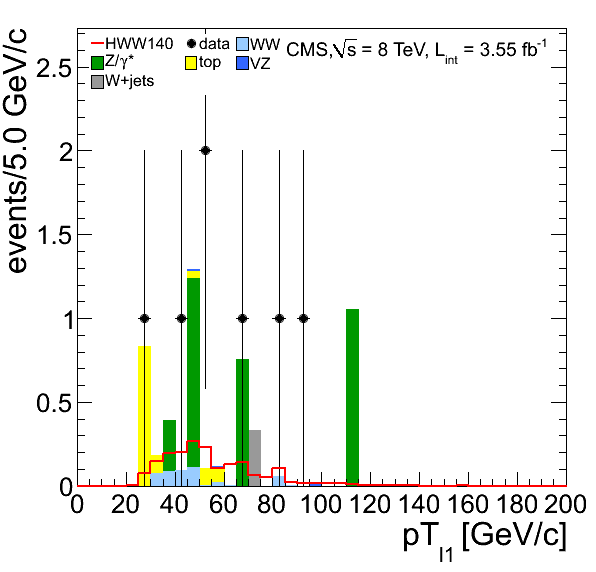 HWW140 data WW CMS,√s = 8 TeV, L_int = 3.55 fb^-1
Z/γ* top VZ
W+jets
events/5.0 GeV/c
2.5
2
1.5
1
0.5
0
0 20 40 60 80 100 120 140 160 180 200
pT_l1 [GeV/c]